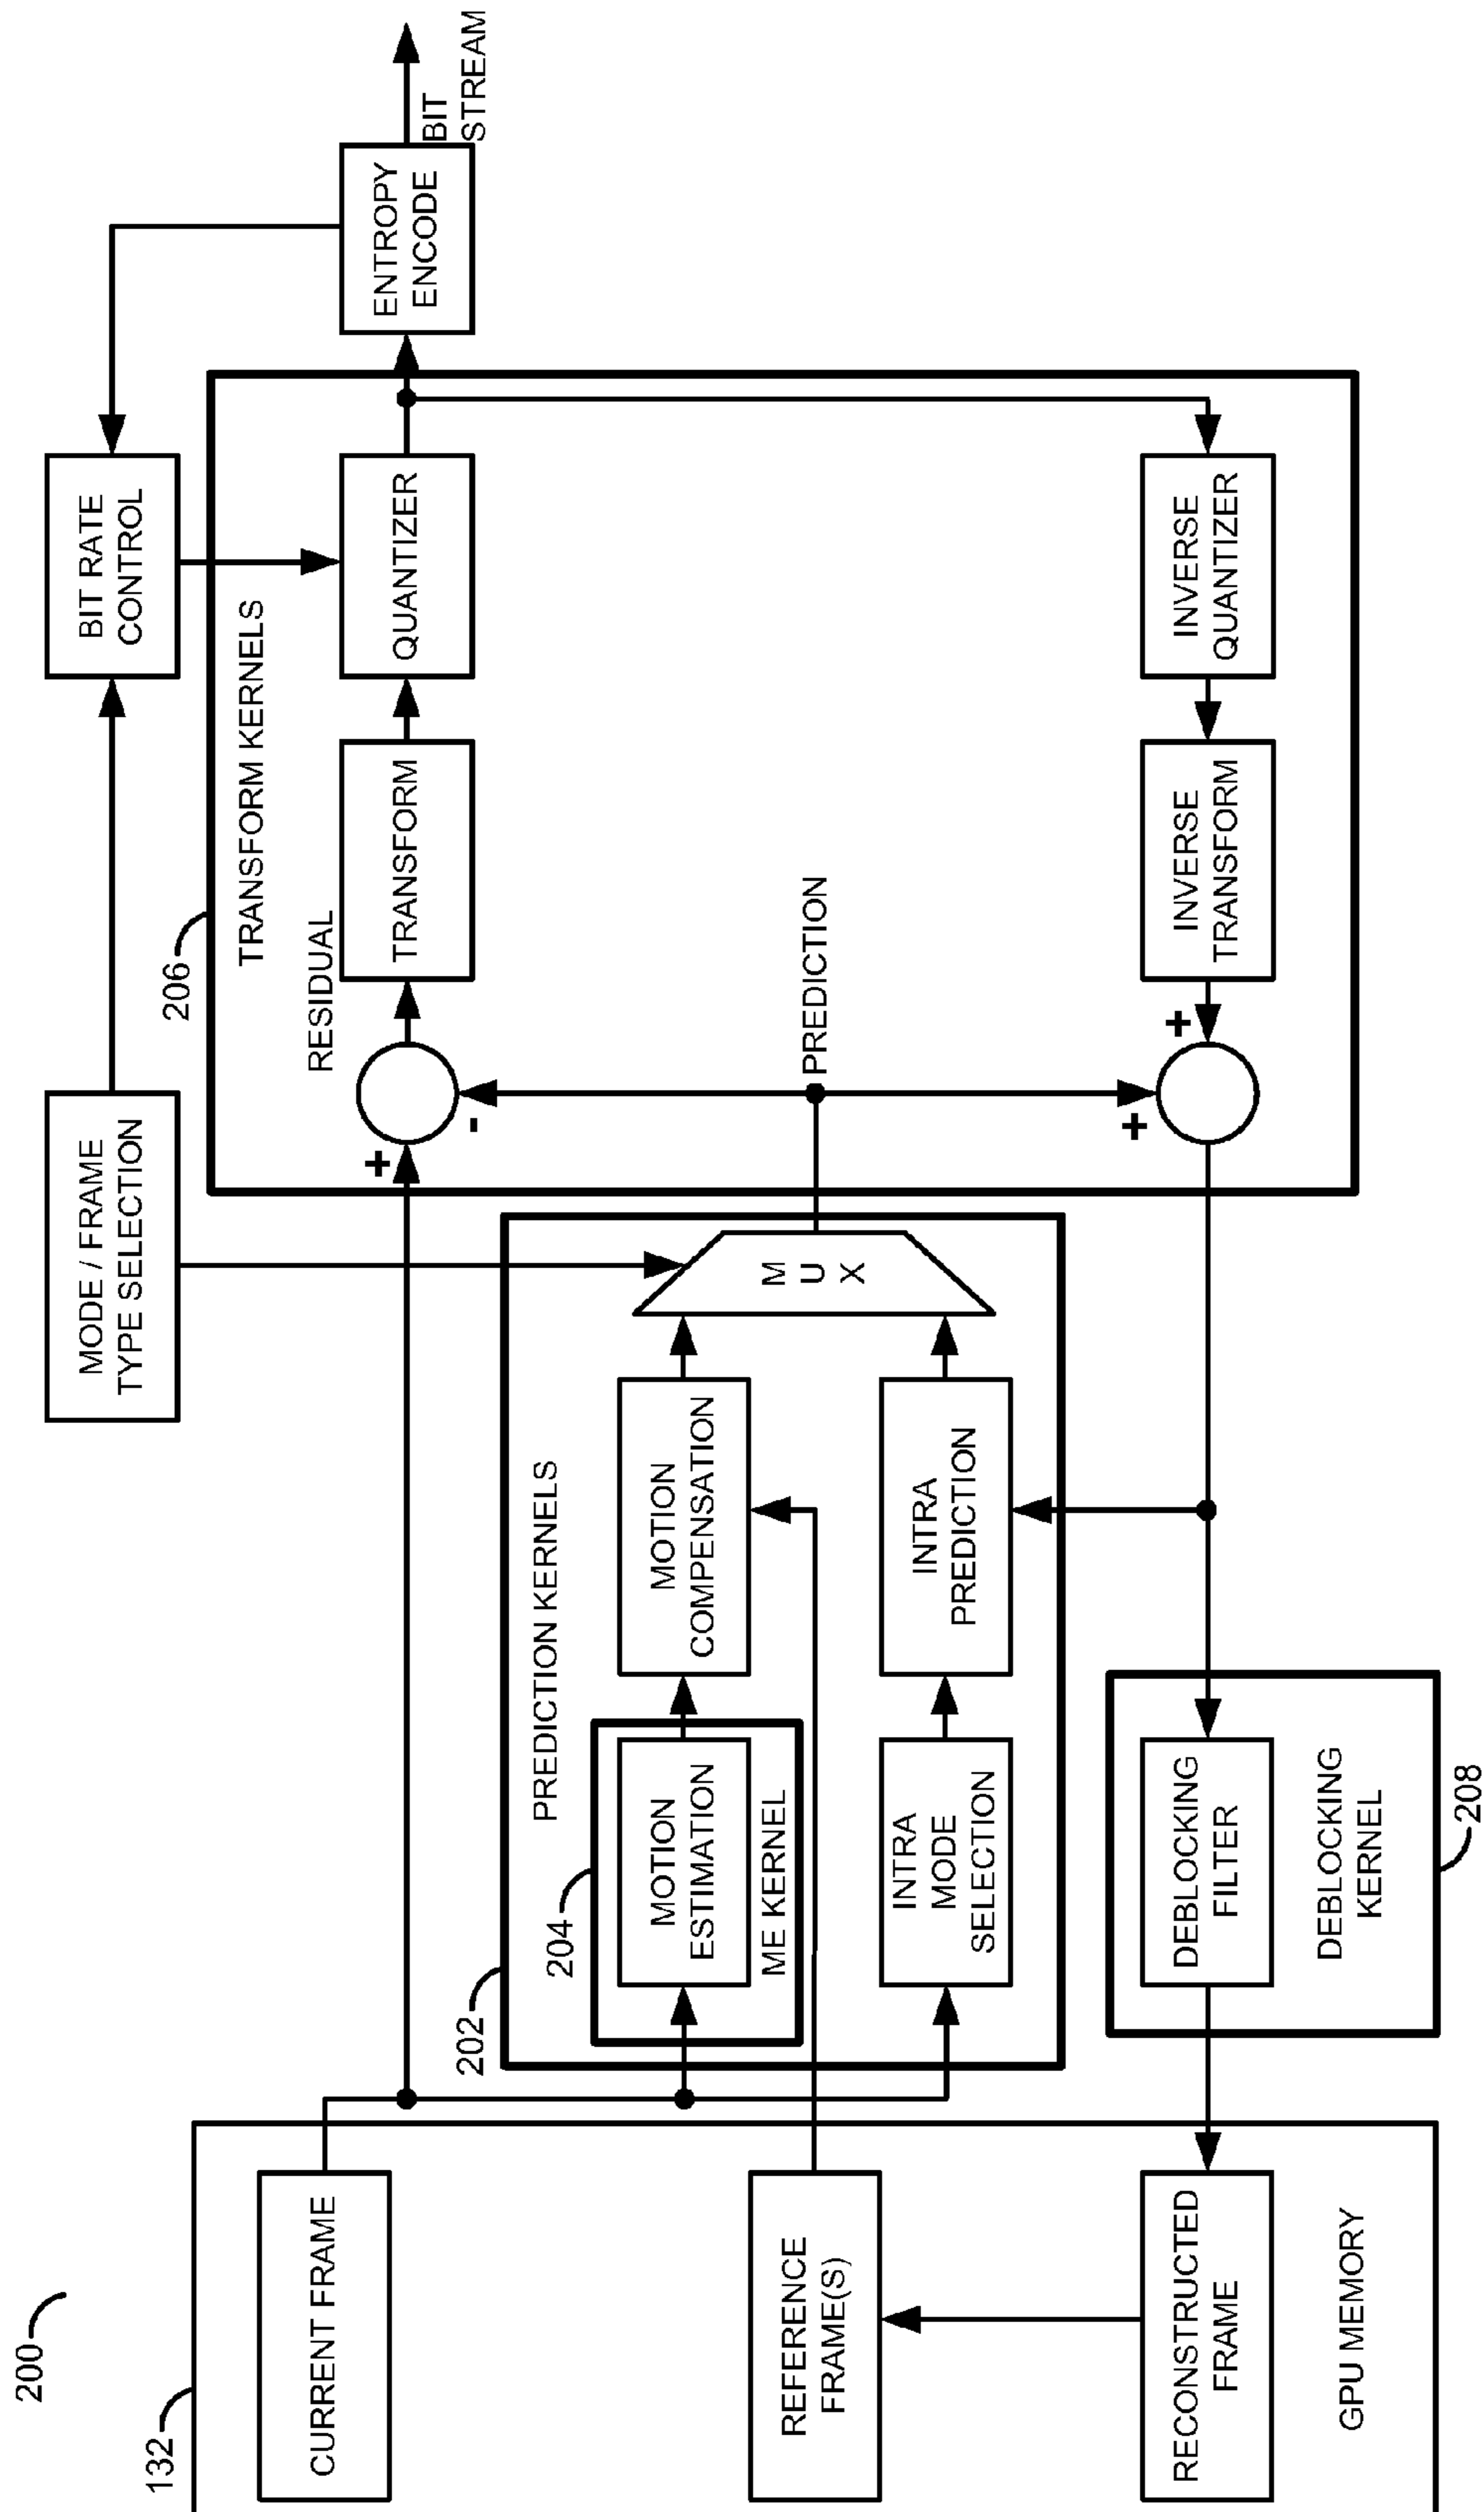 200
132
CURRENT FRAME
REFERENCE
FRAME(S)
RECONSTRUCTED
FRAME
GPU MEMORY
202
204
PREDICTION KERNELS
MOTION
ESTIMATION
ME KERNEL
MOTION
COMPENSATION
INTRA
MODE
SELECTION
INTRA
PREDICTION
M
U
X
DEBLOCKING
FILTER
DEBLOCKING
KERNEL
208
MODE / FRAME
TYPE SELECTION
BIT RATE
CONTROL
206
TRANSFORM KERNELS
+
-
RESIDUAL
TRANSFORM
QUANTIZER
PREDICTION
+
+
INVERSE
TRANSFORM
INVERSE
QUANTIZER
ENTROPY
ENCODE
BIT
STREAM